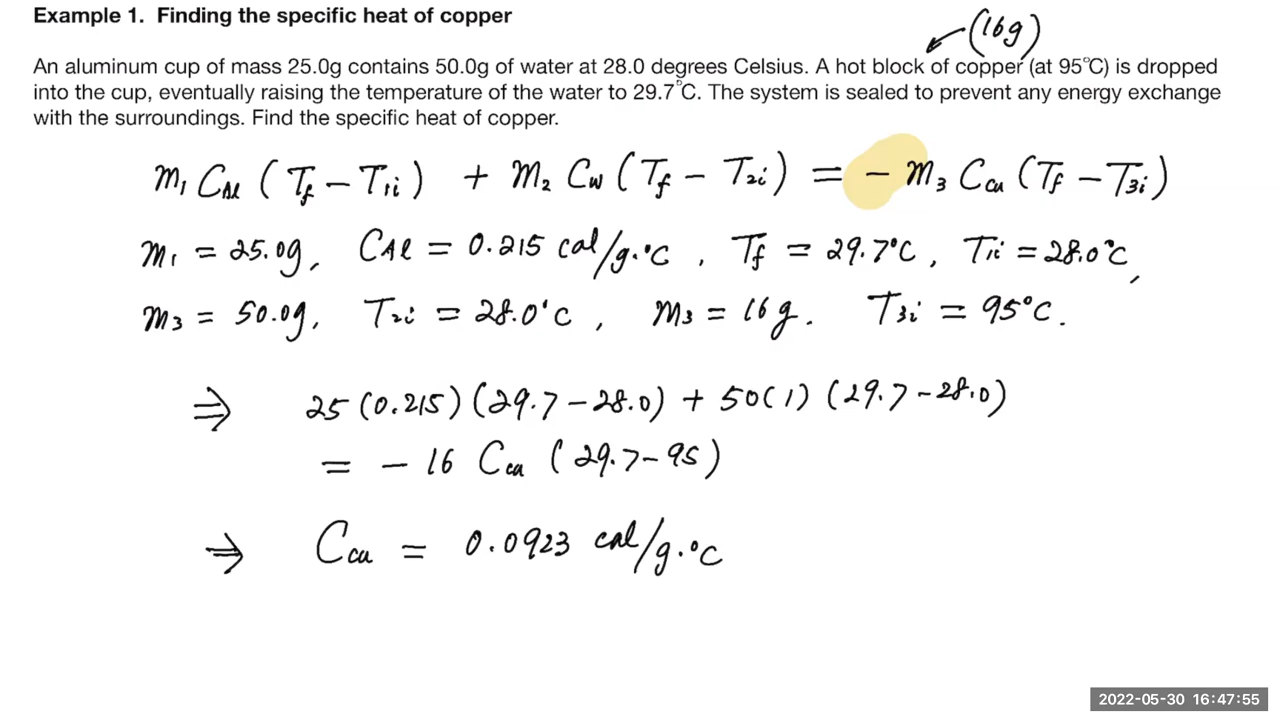 Example 1. Finding the specific heat of copper
(16g)
An aluminum cup of mass 25.0g contains 50.0g of water at 28.0 degrees Celsius. A hot block of copper (at 95°C) is dropped
into the cup, eventually raising the temperature of the water to 29.7°C. The system is sealed to prevent any energy exchange
with the surroundings. Find the specific heat of copper.
m₁ C_Al (T_f − T₁ᵢ) + m₂ C_w (T_f − T₂ᵢ) = − m₃ C_cu (T_f − T₃ᵢ)
m₁ = 25.0g, C_Al = 0.215 cal/g·°C, T_f = 29.7°C, T₁ᵢ = 28.0°C,
m₃ = 50.0g, T₂ᵢ = 28.0°C, m₃ = 16g. T₃ᵢ = 95°C.
⇒ 25 (0.215) (29.7 − 28.0) + 50(1) (29.7 − 28.0)
= − 16 C_cu (29.7 − 95)
⇒ C_cu = 0.0923 cal/g·°C
2022-05-30 16:47:55